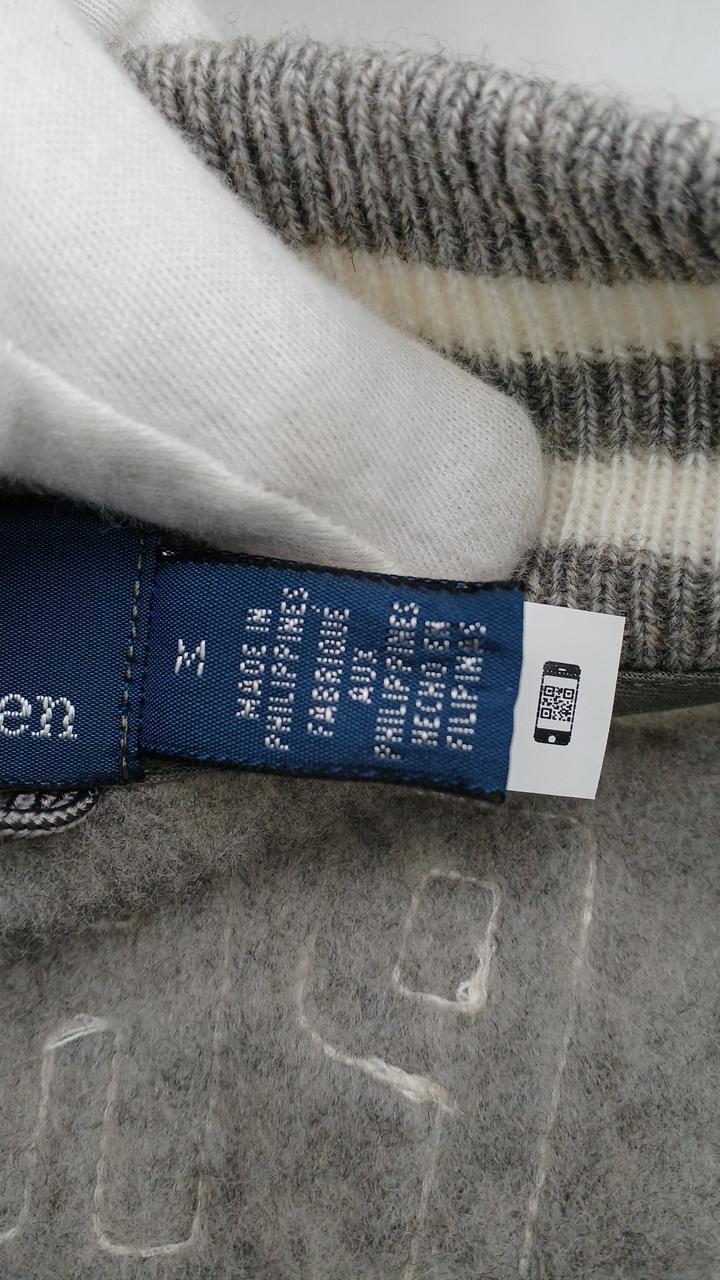 en
M
MADE IN
PHILIPPINES
FABRIQUÉ
AUX
PHILIPPINES
HECHO EN
FILIPINAS